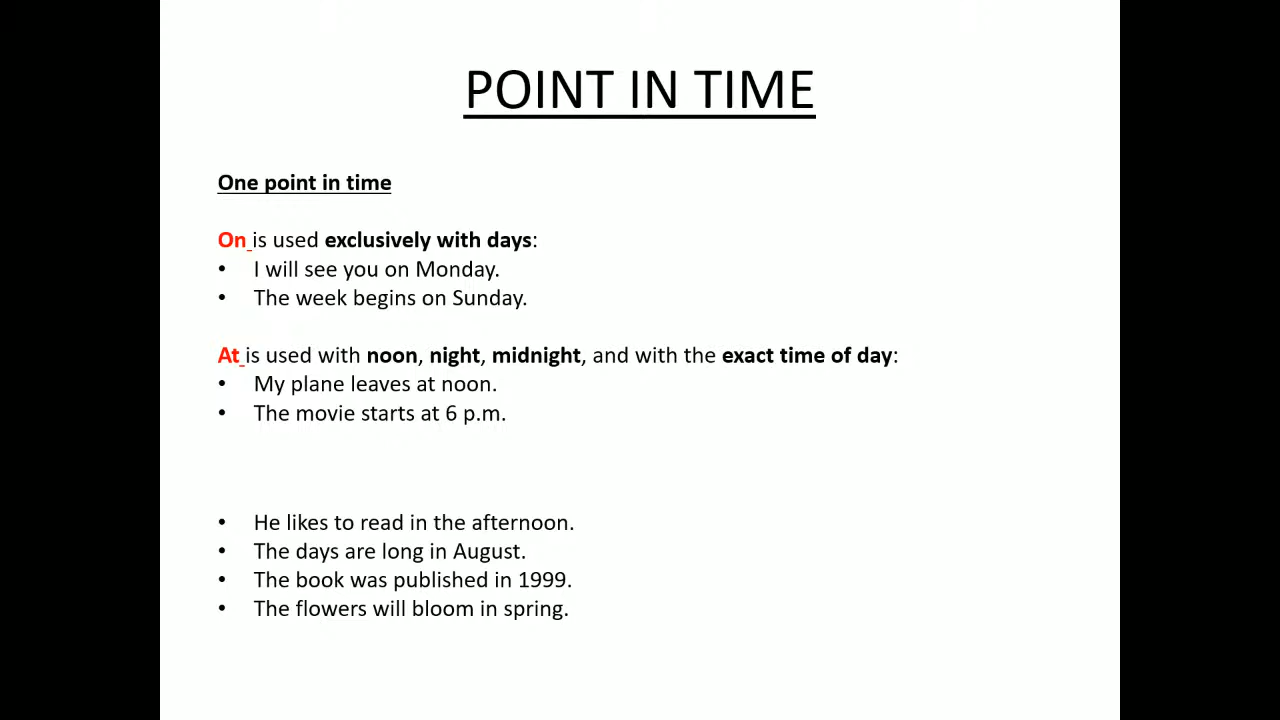 POINT IN TIME
One point in time
On is used exclusively with days:
• I will see you on Monday.
• The week begins on Sunday.
At is used with noon, night, midnight, and with the exact time of day:
• My plane leaves at noon.
• The movie starts at 6 p.m.
• He likes to read in the afternoon.
• The days are long in August.
• The book was published in 1999.
• The flowers will bloom in spring.